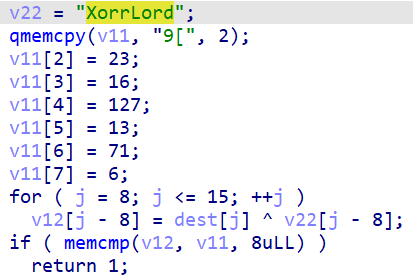 v22 = "XorrLord";
qmemcpy(v11, "9[", 2);
v11[2] = 23;
v11[3] = 16;
v11[4] = 127;
v11[5] = 13;
v11[6] = 71;
v11[7] = 6;
for ( j = 8; j <= 15; ++j )
  v12[j - 8] = dest[j] ^ v22[j - 8];
if ( memcmp(v12, v11, 8uLL) )
  return 1;